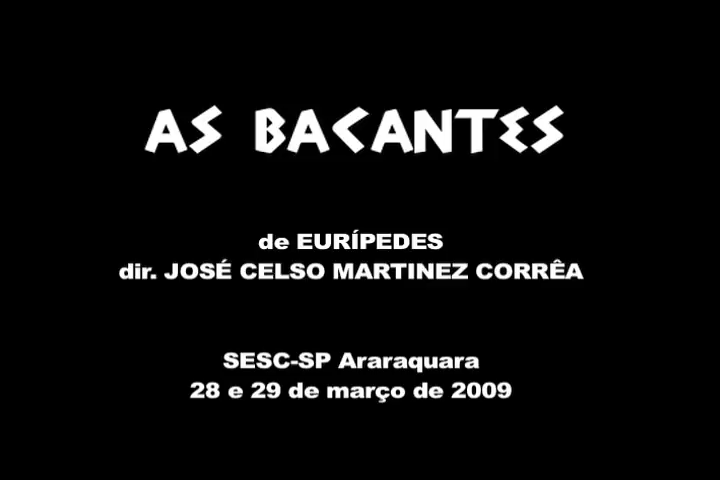 AS BACANTES
de EURÍPEDES
dir. JOSÉ CELSO MARTINEZ CORRÊA
SESC-SP Araraquara
28 e 29 de março de 2009